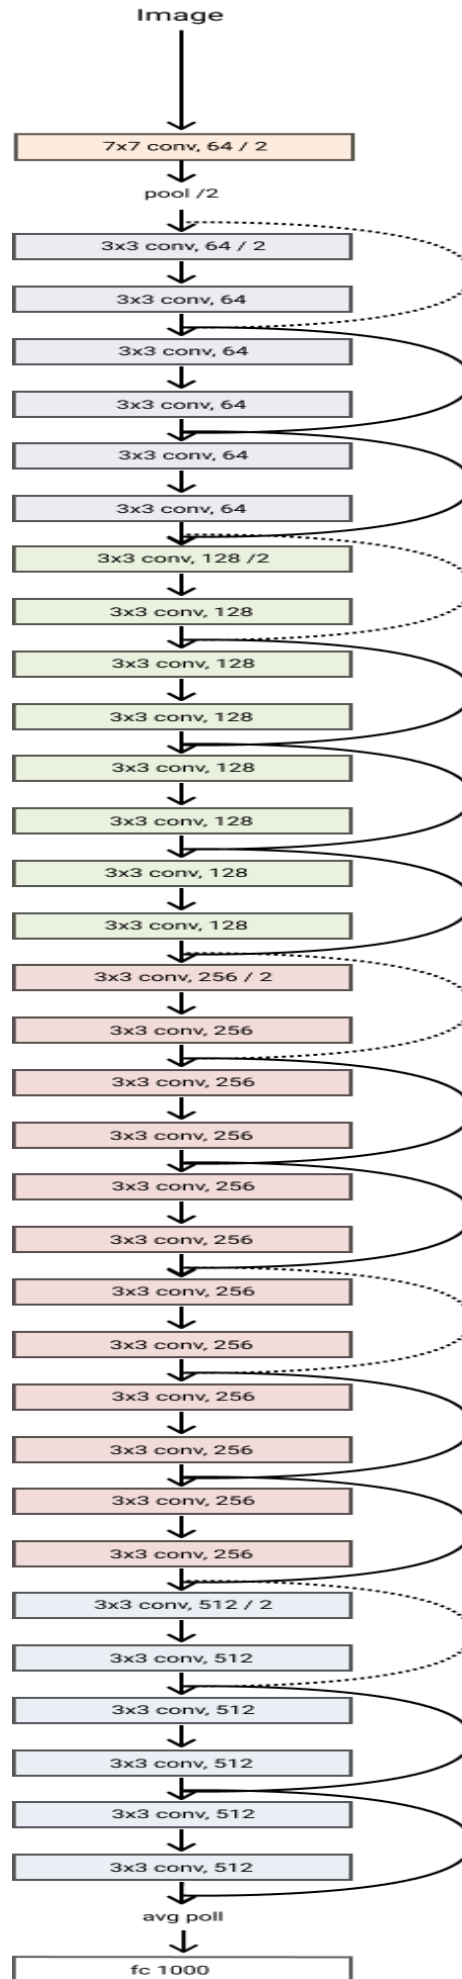 Image
7x7 conv, 64 / 2
pool /2
3x3 conv, 64 / 2
3x3 conv, 64
3x3 conv, 64
3x3 conv, 64
3x3 conv, 64
3x3 conv, 64
3x3 conv, 128 /2
3x3 conv, 128
3x3 conv, 128
3x3 conv, 128
3x3 conv, 128
3x3 conv, 128
3x3 conv, 128
3x3 conv, 128
3x3 conv, 256 / 2
3x3 conv, 256
3x3 conv, 256
3x3 conv, 256
3x3 conv, 256
3x3 conv, 256
3x3 conv, 256
3x3 conv, 256
3x3 conv, 256
3x3 conv, 256
3x3 conv, 256
3x3 conv, 256
3x3 conv, 512 / 2
3x3 conv, 512
3x3 conv, 512
3x3 conv, 512
3x3 conv, 512
3x3 conv, 512
avg poll
fc 1000